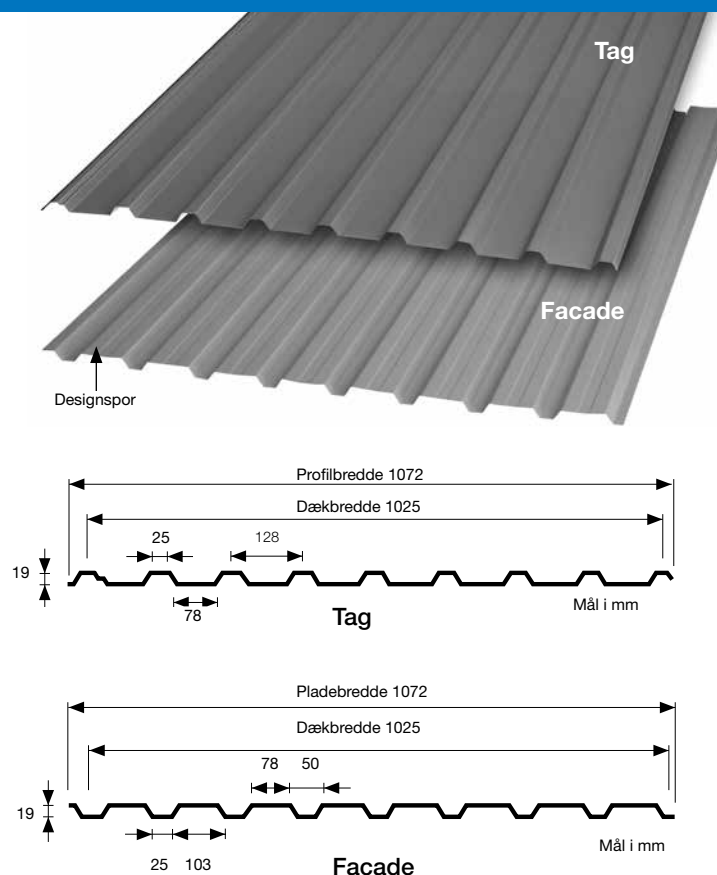 Tag
Facade
Designspor
Profilbredde 1072
Dækbredde 1025
25 128
19
78
Tag
Mål i mm
Pladebredde 1072
Dækbredde 1025
78 50
19
Mål i mm
25 103
Facade